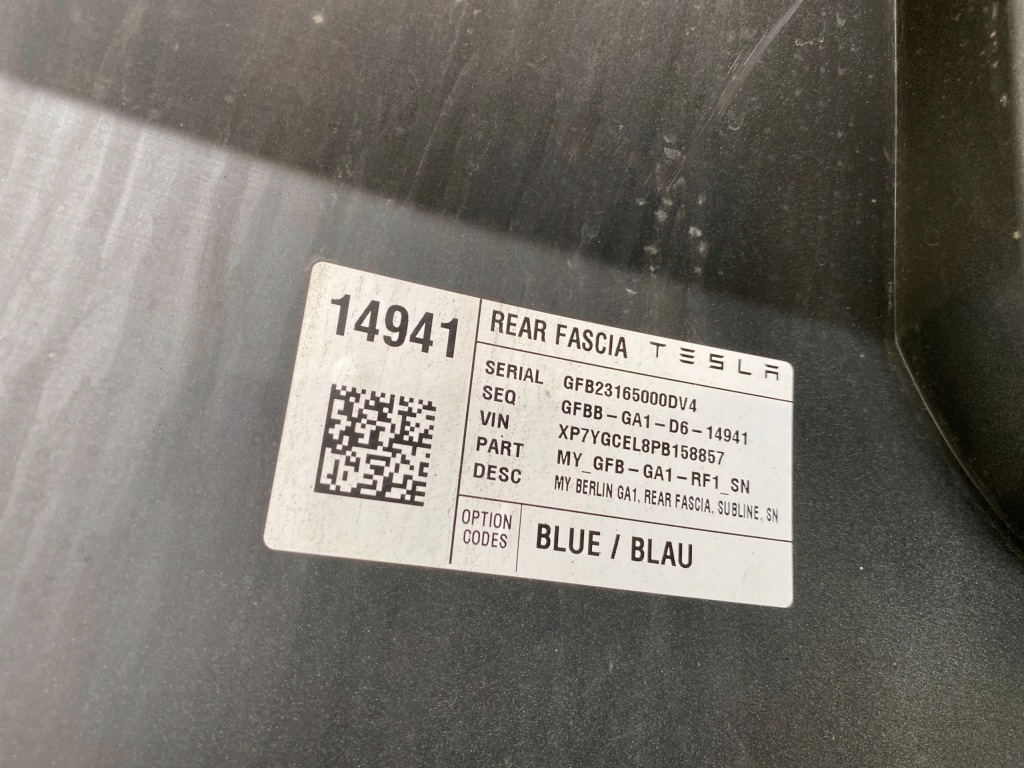 14941
REAR FASCIA TESLA
SERIAL GFB23165000DV4
SEQ GFBB-GA1-D6-14941
VIN XP7YGCEL8PB158857
PART MY_GFB-GA1-RF1_SN
DESC MY BERLIN GA1, REAR FASCIA, SUBLINE, SN
OPTION
CODES
BLUE / BLAU